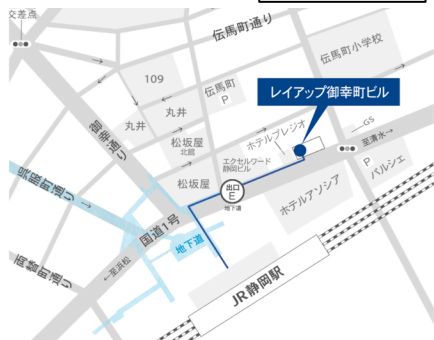 交差点
伝馬町通り
伝馬町小学校
109
伝馬町
P
丸井
丸井
レイアップ御幸町ビル
御幸通り
松坂屋
北館
ホテルプレジオ
GS
至清水→
エクセルワード
静岡ビル
P
パルシェ
呉服町通り
松坂屋
出口
E
地下道
ホテルアソシア
国道1号
地下道
両替町通り
←至浜松
JR静岡駅